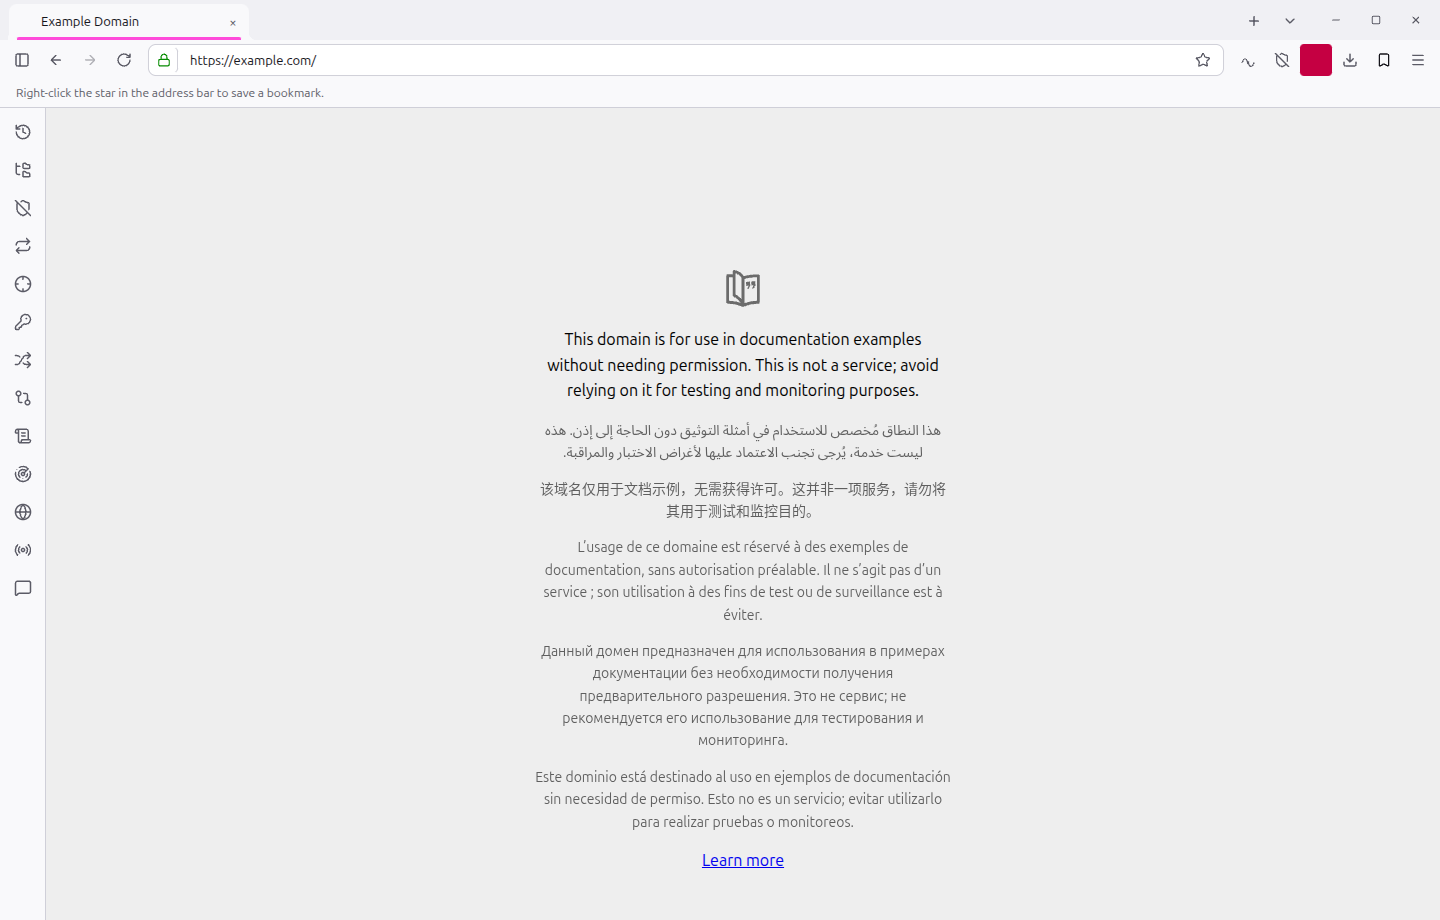 Example Domain
https://example.com/
Right-click the star in the address bar to save a bookmark.
This domain is for use in documentation examples
without needing permission. This is not a service; avoid
relying on it for testing and monitoring purposes.
هذا النطاق مُخصص للاستخدام في أمثلة التوثيق دون الحاجة إلى إذن. هذه
ليست خدمة، يُرجى تجنب الاعتماد عليها لأغراض الاختبار والمراقبة.
该域名仅用于文档示例，无需获得许可。这并非一项服务，请勿将
其用于测试和监控目的。
L'usage de ce domaine est réservé à des exemples de
documentation, sans autorisation préalable. Il ne s'agit pas d'un
service ; son utilisation à des fins de test ou de surveillance est à
éviter.
Данный домен предназначен для использования в примерах
документации без необходимости получения
предварительного разрешения. Это не сервис; не
рекомендуется его использование для тестирования и
мониторинга.
Este dominio está destinado al uso en ejemplos de documentación
sin necesidad de permiso. Esto no es un servicio; evitar utilizarlo
para realizar pruebas o monitoreos.
Learn more